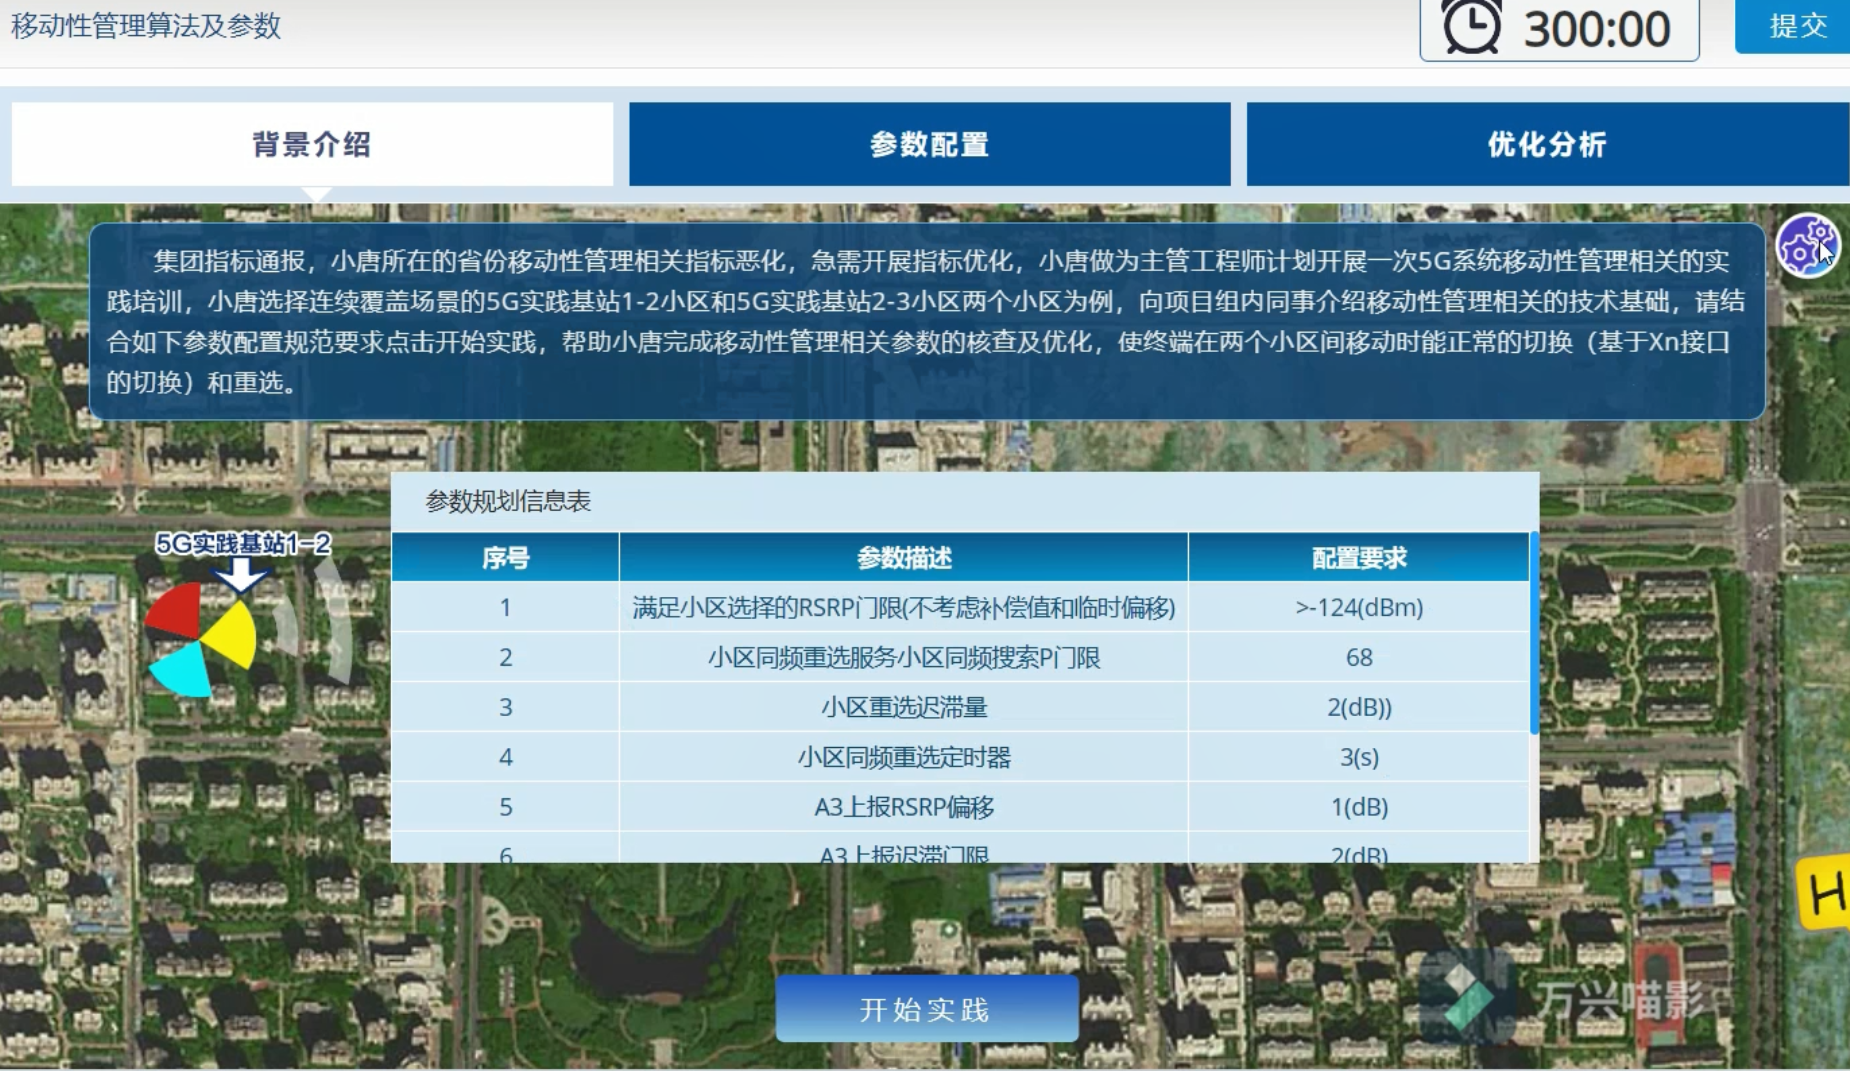 移动性管理算法及参数
300:00
提交
背景介绍
参数配置
优化分析
集团指标通报，小唐所在的省份移动性管理相关指标恶化，急需开展指标优化，小唐做为主管工程师计划开展一次5G系统移动性管理相关的实
践培训，小唐选择连续覆盖场景的5G实践基站1-2小区和5G实践基站2-3小区两个小区为例，向项目组内同事介绍移动性管理相关的技术基础，请结
合如下参数配置规范要求点击开始实践，帮助小唐完成移动性管理相关参数的核查及优化，使终端在两个小区间移动时能正常的切换（基于Xn接口
的切换）和重选。
5G实践基站1-2
参数规划信息表
序号 参数描述 配置要求
1 满足小区选择的RSRP门限(不考虑补偿值和临时偏移) >-124(dBm)
2 小区同频重选服务小区同频搜索P门限 68
3 小区重选迟滞量 2(dB))
4 小区同频重选定时器 3(s)
5 A3上报RSRP偏移 1(dB)
6 A3上报迟滞门限 2(dB)
H
开始实践
万兴喵影